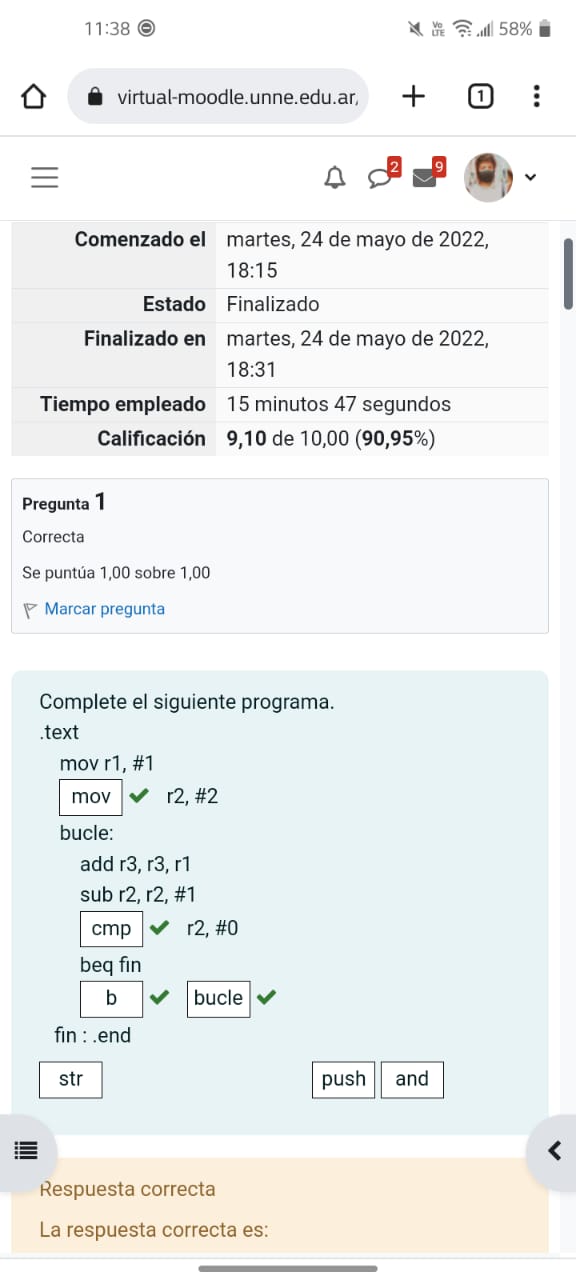 11:38
Vo LTE 58%
virtual-moodle.unne.edu.ar,
1
2
9
Comenzado el martes, 24 de mayo de 2022,
18:15
Estado Finalizado
Finalizado en martes, 24 de mayo de 2022,
18:31
Tiempo empleado 15 minutos 47 segundos
Calificación 9,10 de 10,00 (90,95%)
Pregunta 1
Correcta
Se puntúa 1,00 sobre 1,00
Marcar pregunta
Complete el siguiente programa.
.text
mov r1, #1
mov r2, #2
bucle:
add r3, r3, r1
sub r2, r2, #1
cmp r2, #0
beq fin
b bucle
fin : .end
str push and
Respuesta correcta
La respuesta correcta es: